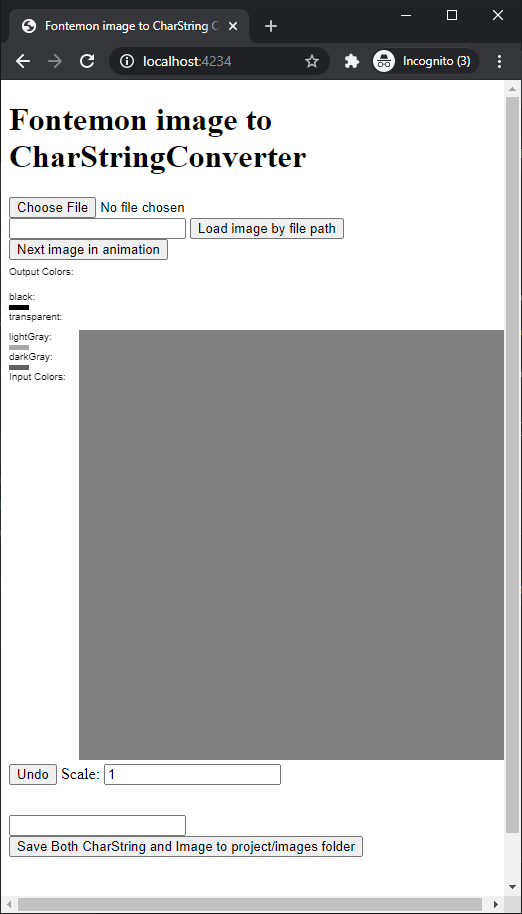 Fontemon image to CharString C
Incognito (3)
localhost:4234
Fontemon image to
CharStringConverter
Choose File No file chosen
Load image by file path
Next image in animation
Output Colors:
black:
transparent:
lightGray:
darkGray:
Input Colors:
Undo Scale: 1
Save Both CharString and Image to project/images folder